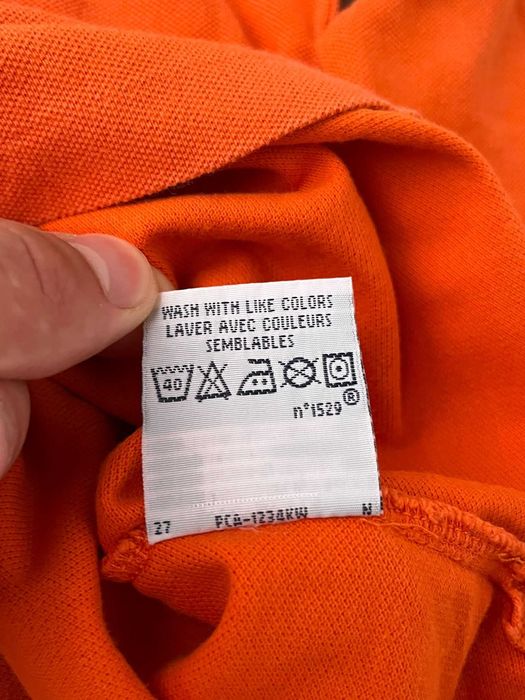 WASH WITH LIKE COLORS
LAVER AVEC COULEURS
SEMBLABLES
40
n°1529®
27 PCA-1234KW N